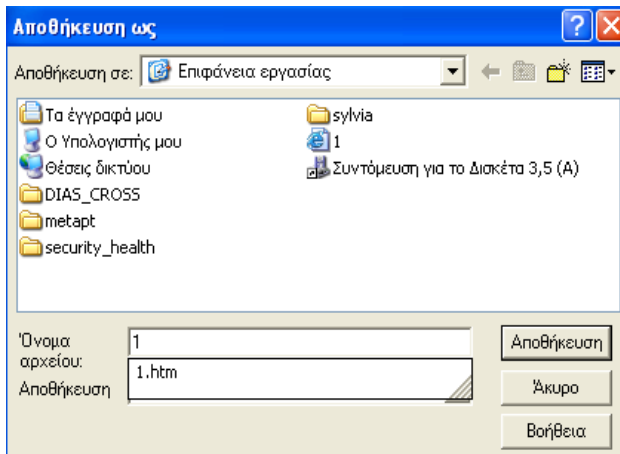 Αποθήκευση ως
Αποθήκευση σε: Επιφάνεια εργασίας
Τα έγγραφά μου
Ο Υπολογιστής μου
Θέσεις δικτύου
DIAS_CROSS
metapt
security_health
sylvia
1
Συντόμευση για το Δισκέτα 3,5 (A)
Όνομα αρχείου:
1
1.htm
Αποθήκευση
Αποθήκευση
Άκυρο
Βοήθεια